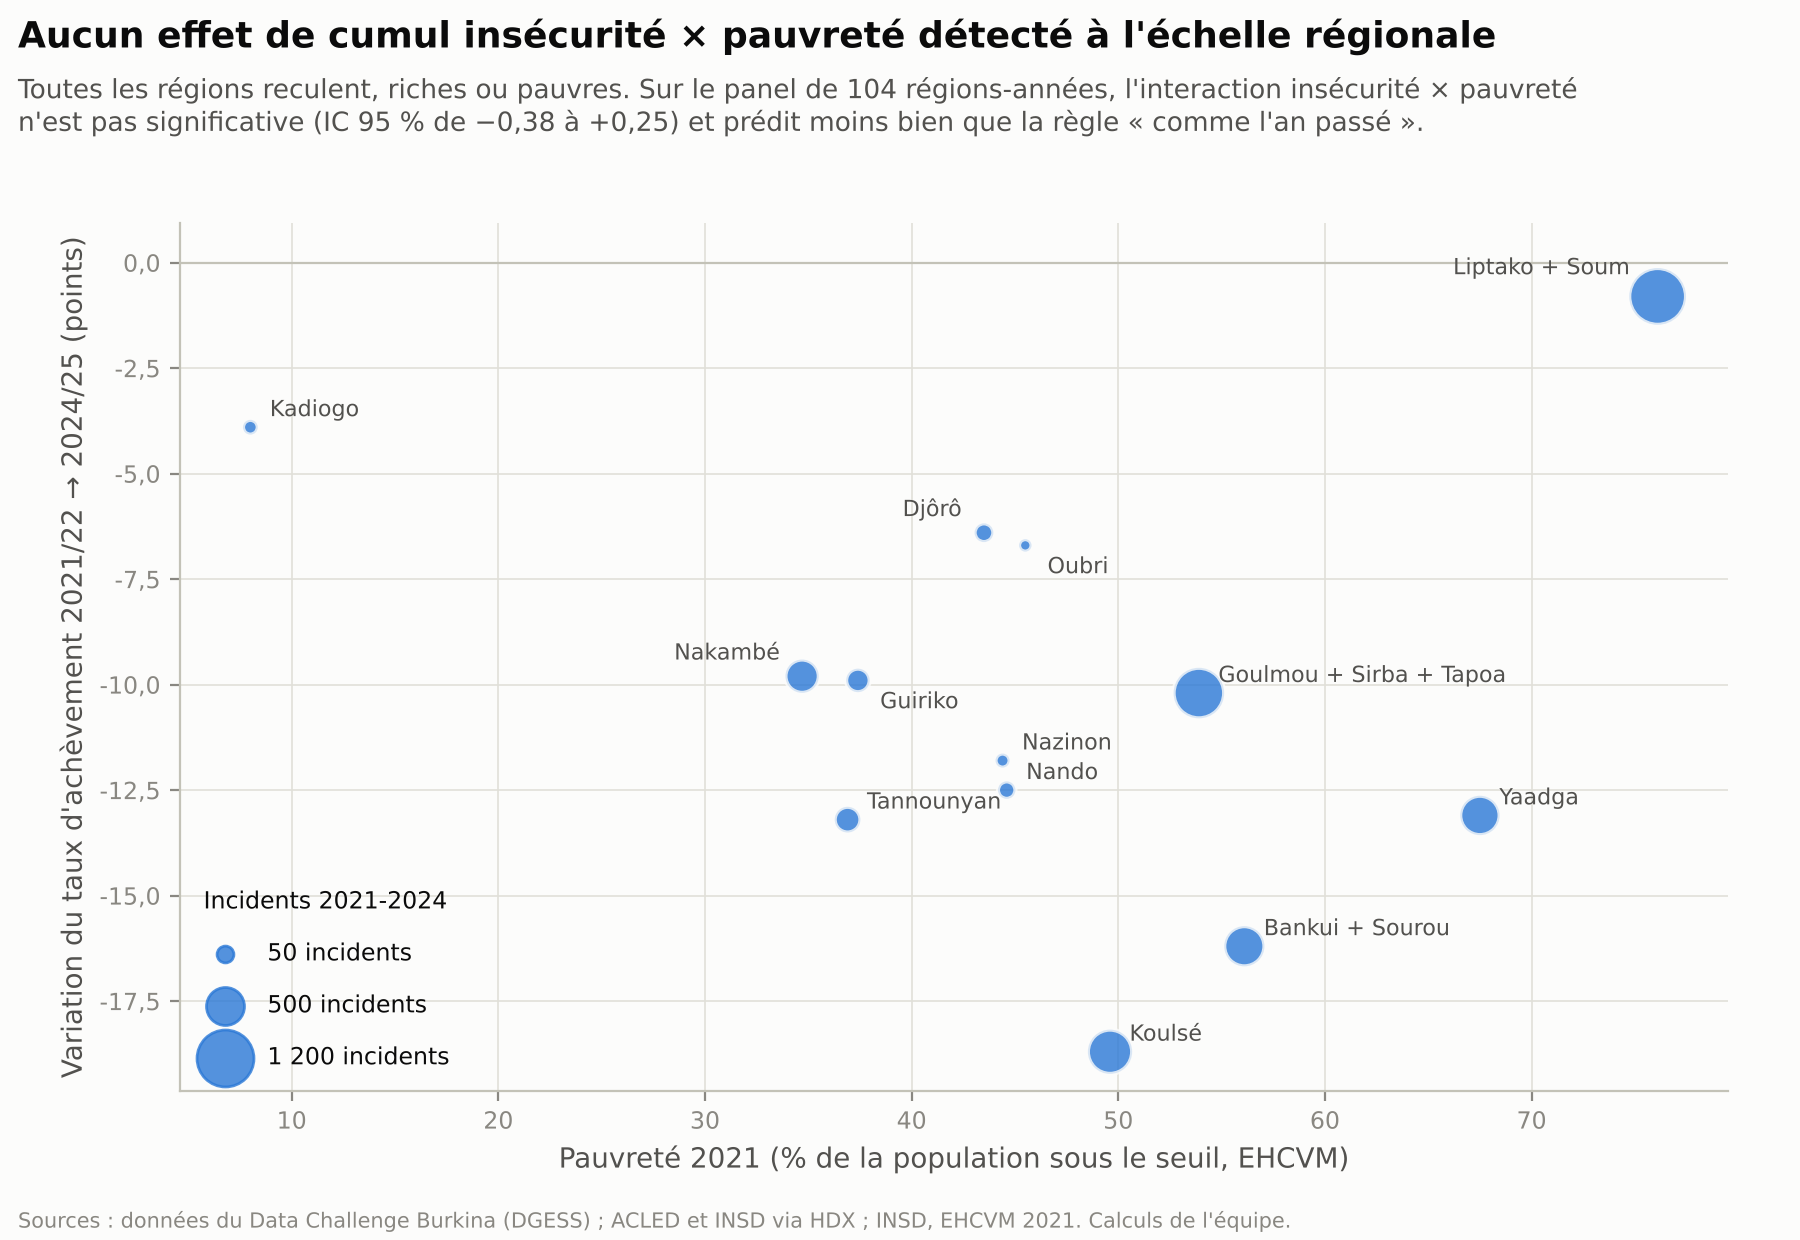 Aucun effet de cumul insécurité × pauvreté détecté à l'échelle régionale
Toutes les régions reculent, riches ou pauvres. Sur le panel de 104 régions-années, l'interaction insécurité × pauvreté
n'est pas significative (IC 95 % de −0,38 à +0,25) et prédit moins bien que la règle « comme l'an passé ».
Variation du taux d'achèvement 2021/22 → 2024/25 (points)
0,0
-2,5
-5,0
-7,5
-10,0
-12,5
-15,0
-17,5
Liptako + Soum
Kadiogo
Djôrô
Oubri
Nakambé
Guiriko
Goulmou + Sirba + Tapoa
Nazinon
Nando
Tannounyan
Yaadga
Bankui + Sourou
Koulsé
Incidents 2021-2024
50 incidents
500 incidents
1 200 incidents
10
20
30
40
50
60
70
Pauvreté 2021 (% de la population sous le seuil, EHCVM)
Sources : données du Data Challenge Burkina (DGESS) ; ACLED et INSD via HDX ; INSD, EHCVM 2021. Calculs de l'équipe.